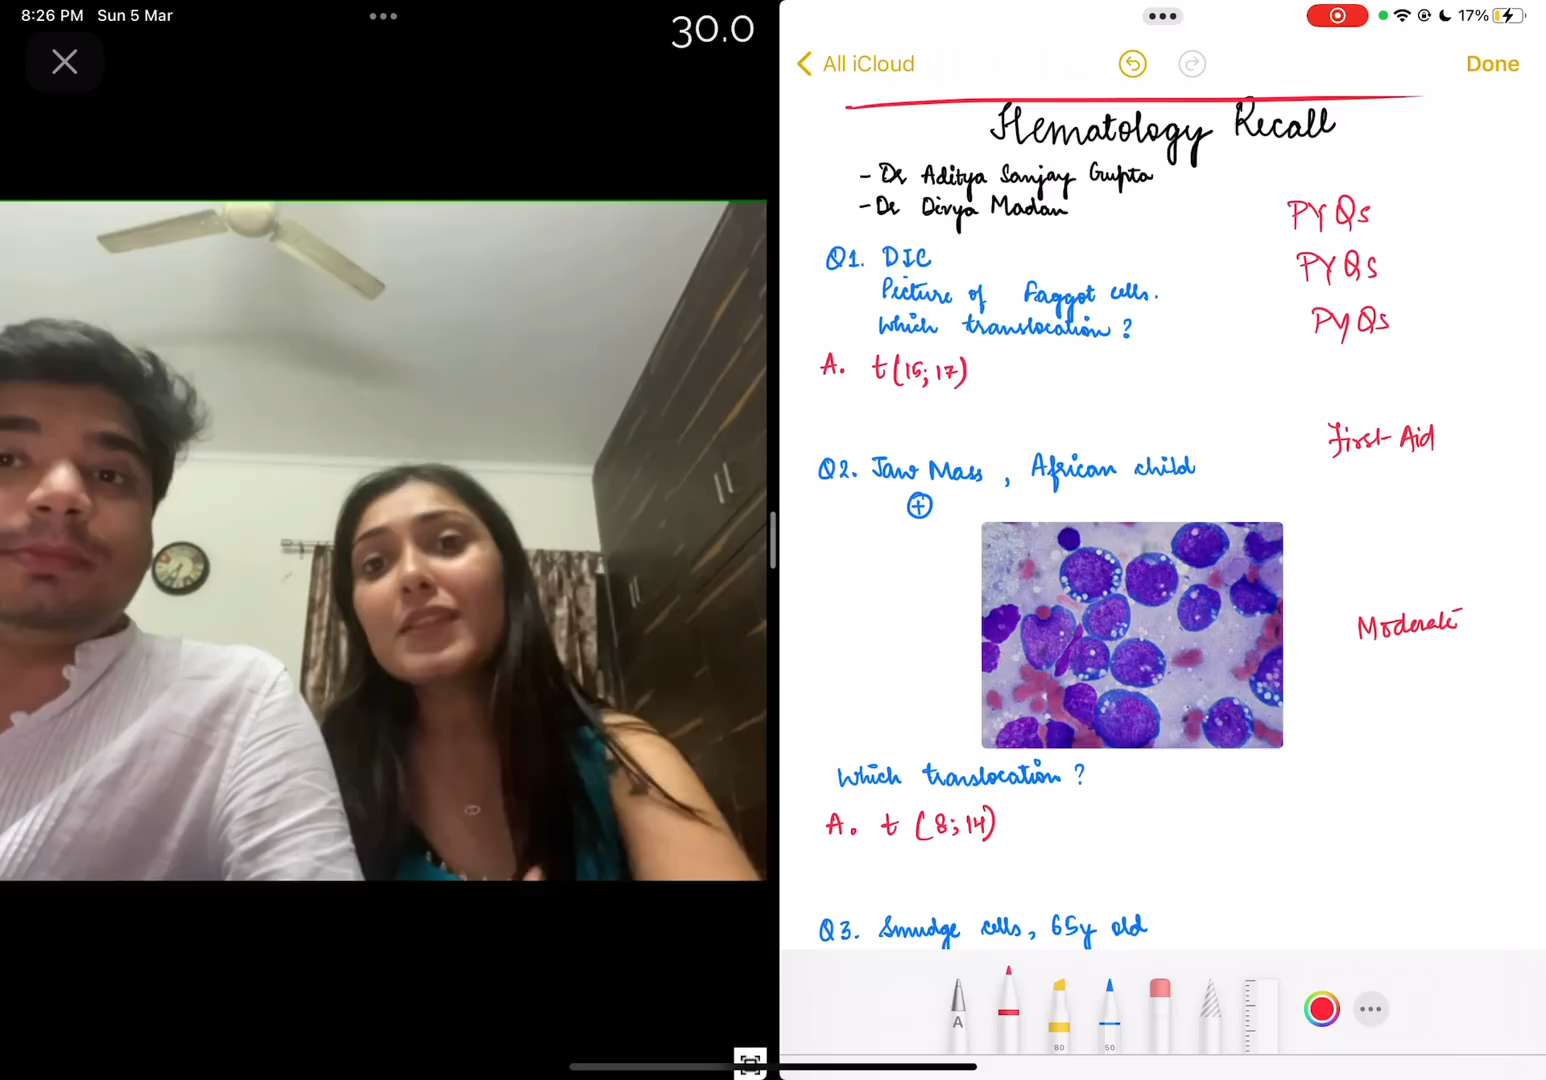 8:26 PM Sun 5 Mar
30.0
17%
All iCloud
Done
Hematology Recall
- Dr Aditya Sanjay Gupta
- Dr Divya Madan
PYQs
PYQs
PYQs
Q1. DIC
Picture of Faggot cells.
Which translocation ?
A. t(15; 17)
First-Aid
Q2. Jaw Mass, African child
+
Moderate
Which translocation ?
A. t (8; 14)
Q3. Smudge cells, 65y old
A
80
50